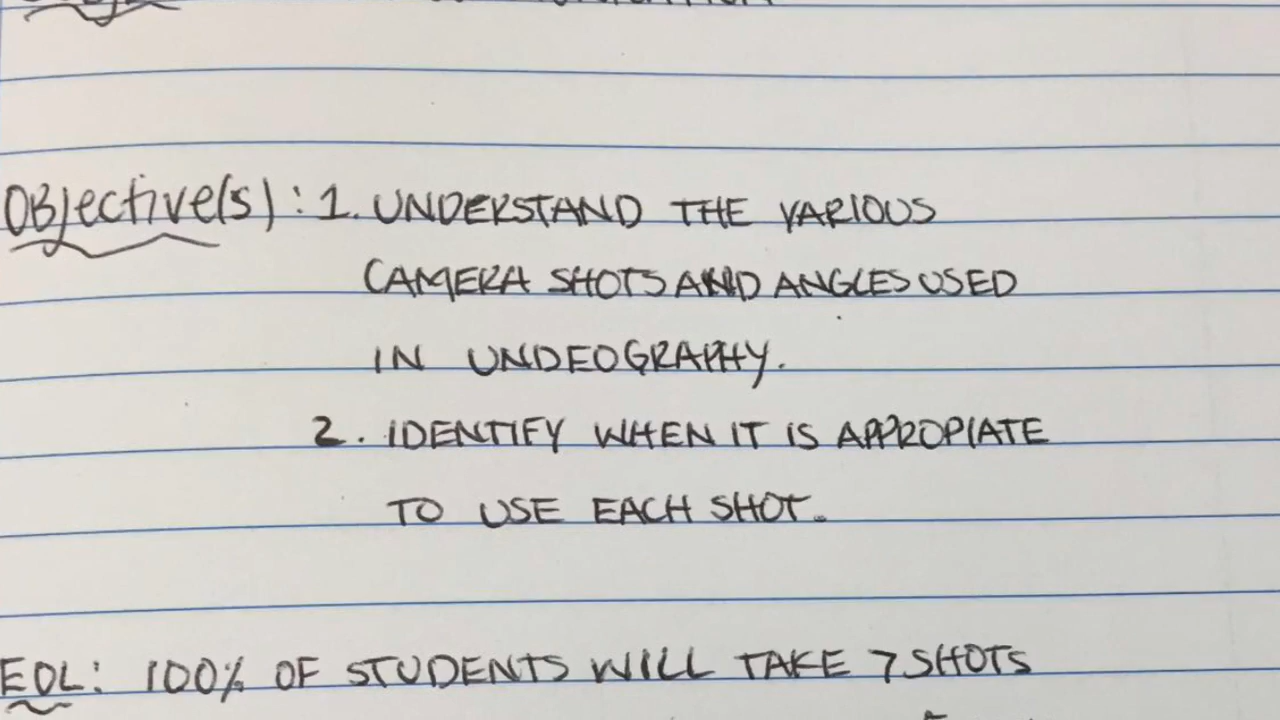 Objective(s): 1. UNDERSTAND THE VARIOUS
CAMERA SHOTS AND ANGLES USED
IN UNDEOGRAPHY.
2. IDENTIFY WHEN IT IS APPROPIATE
TO USE EACH SHOT.
EOL: 100% OF STUDENTS WILL TAKE 7 SHOTS